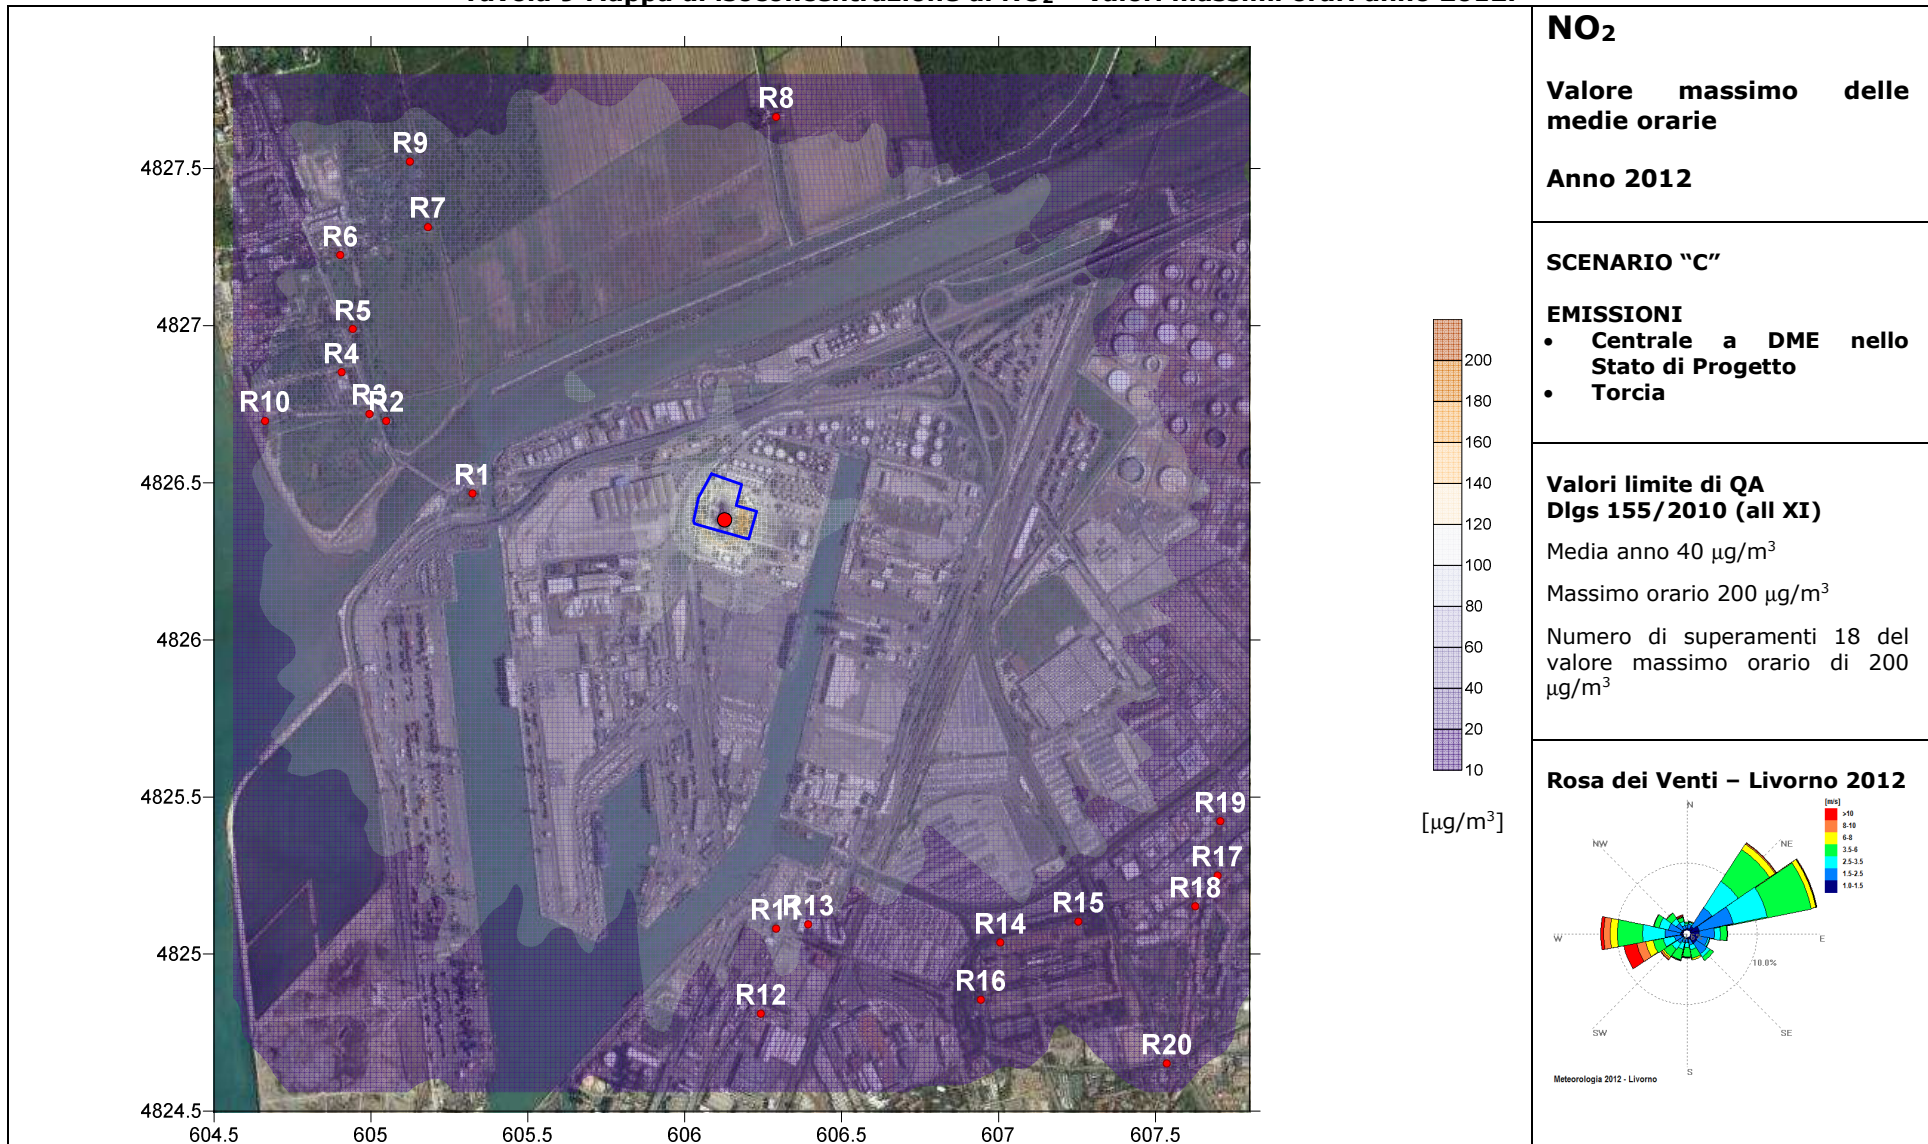 NO2
Valore massimo delle
medie orarie
Anno 2012
SCENARIO “C”
EMISSIONI
• Centrale a DME nello
Stato di Progetto
• Torcia
Valori limite di QA
Dlgs 155/2010 (all XI)
Media anno 40 μg/m3
Massimo orario 200 μg/m3
Numero di superamenti 18 del
valore massimo orario di 200
μg/m3
Rosa dei Venti – Livorno 2012
[m/s]
>10
8-10
6-8
3.5-6
2.5-3.5
1.5-2.5
1.0-1.5
N
NE
E
SE
S
SW
W
NW
10.0%
Meteorologia 2012 - Livorno
4827.5
4827
4826.5
4826
4825.5
4825
4824.5
604.5
605
605.5
606
606.5
607
607.5
R8
R9
R7
R6
R5
R4
R3
R2
R10
R1
R19
R17
R18
R11
R13
R15
R14
R16
R12
R20
200
180
160
140
120
100
80
60
40
20
10
[μg/m3]